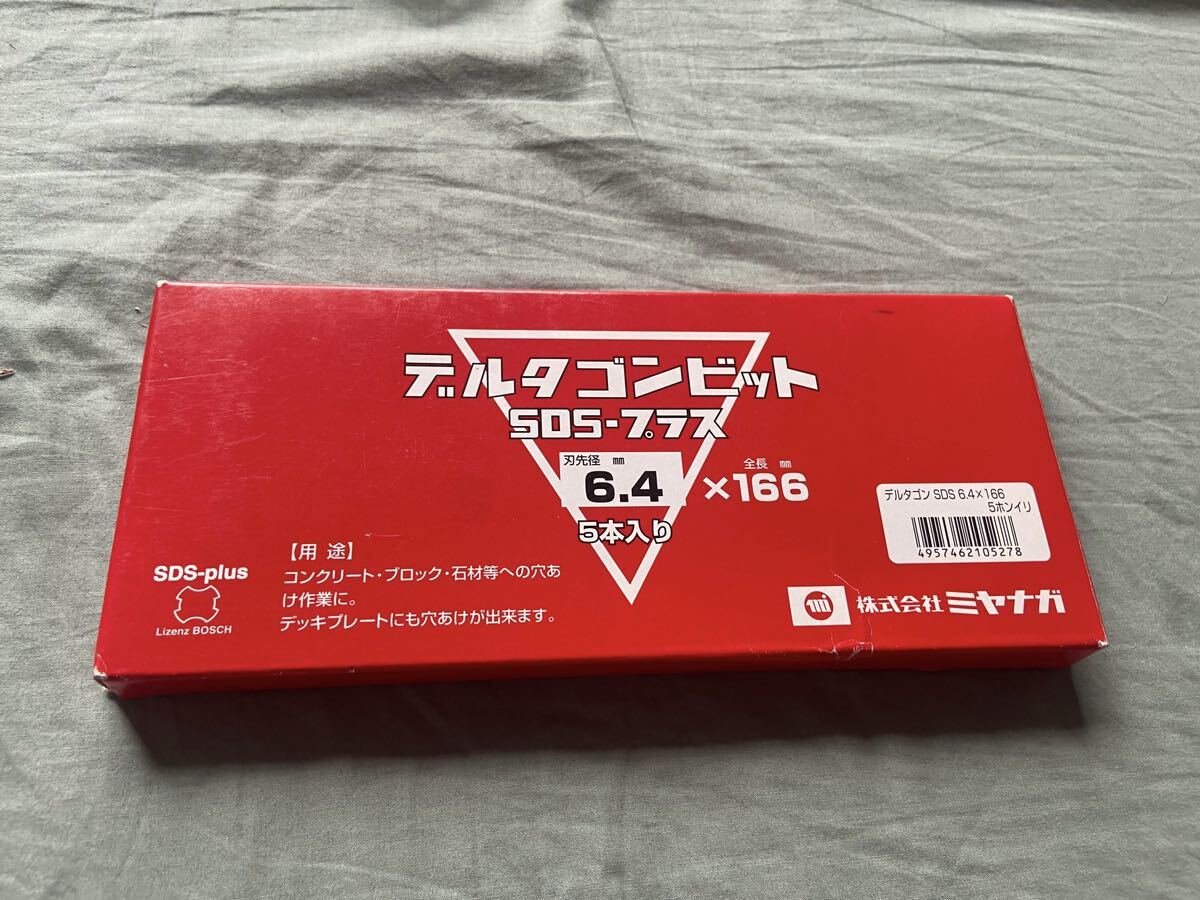 デルタゴンビット
SDS-プラス
刃先径 mm
6.4
全長 mm
×166
5本入り
デルタゴン SDS 6.4×166
5ホンイリ
4957462105278
【用 途】
コンクリート・ブロック・石材等への穴あ
け作業に。
デッキプレートにも穴あけが出来ます。
SDS-plus
Lizenz BOSCH
株式会社 ミヤナガ